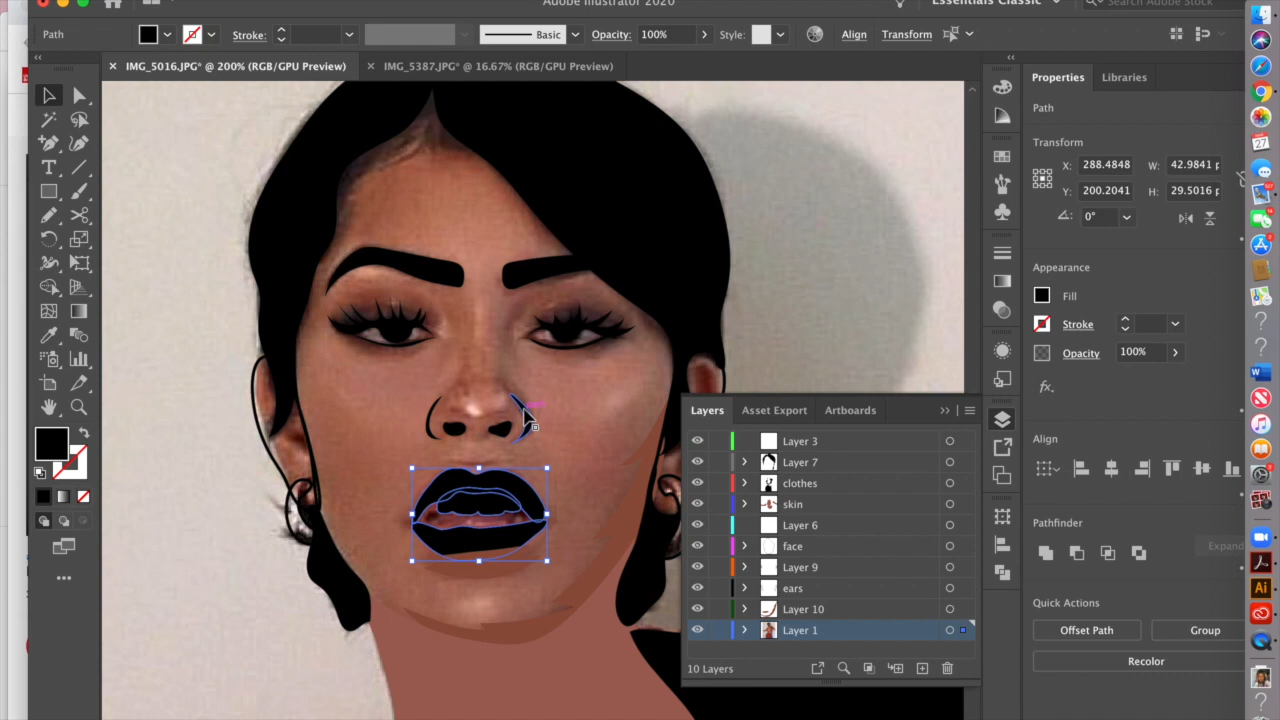 Adobe Illustrator 2020
Essentials Classic
Search Adobe Stock
Path
Stroke:
Basic
Opacity: 100%
Style:
Align
Transform
× IMG_5016.JPG* @ 200% (RGB/GPU Preview)
× IMG_5387.JPG* @ 16.67% (RGB/GPU Preview)
Properties
Libraries
Path
Transform
X: 288.4848
W: 42.9841 p
Y: 200.2041
H: 29.5016 p
0°
Appearance
Fill
Stroke
Opacity
100%
fx.
Layers
Asset Export
Artboards
Layer 3
Layer 7
clothes
skin
Layer 6
face
Layer 9
ears
Layer 10
Layer 1
10 Layers
Align
Pathfinder
Expand
Quick Actions
Offset Path
Group
Recolor
27
Ai